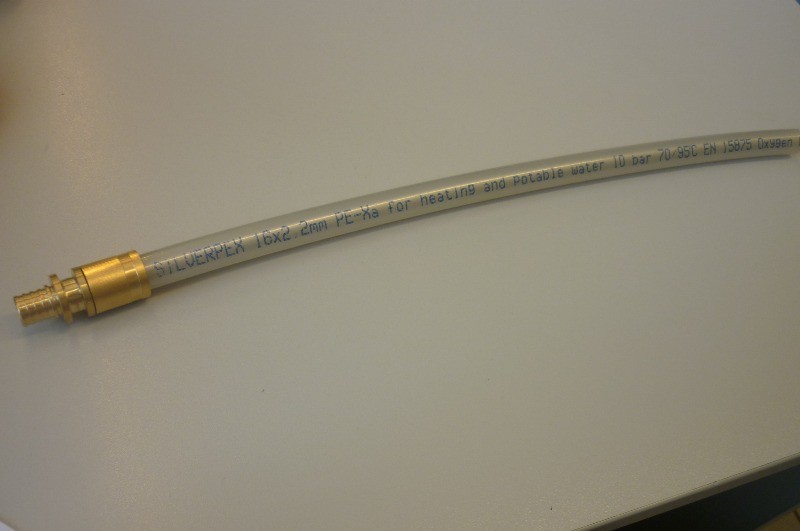 SILVERPEX 16x2.2mm PE-Xa for heating and Potable water 10 bar 70/95C EN 15875 Oxygen